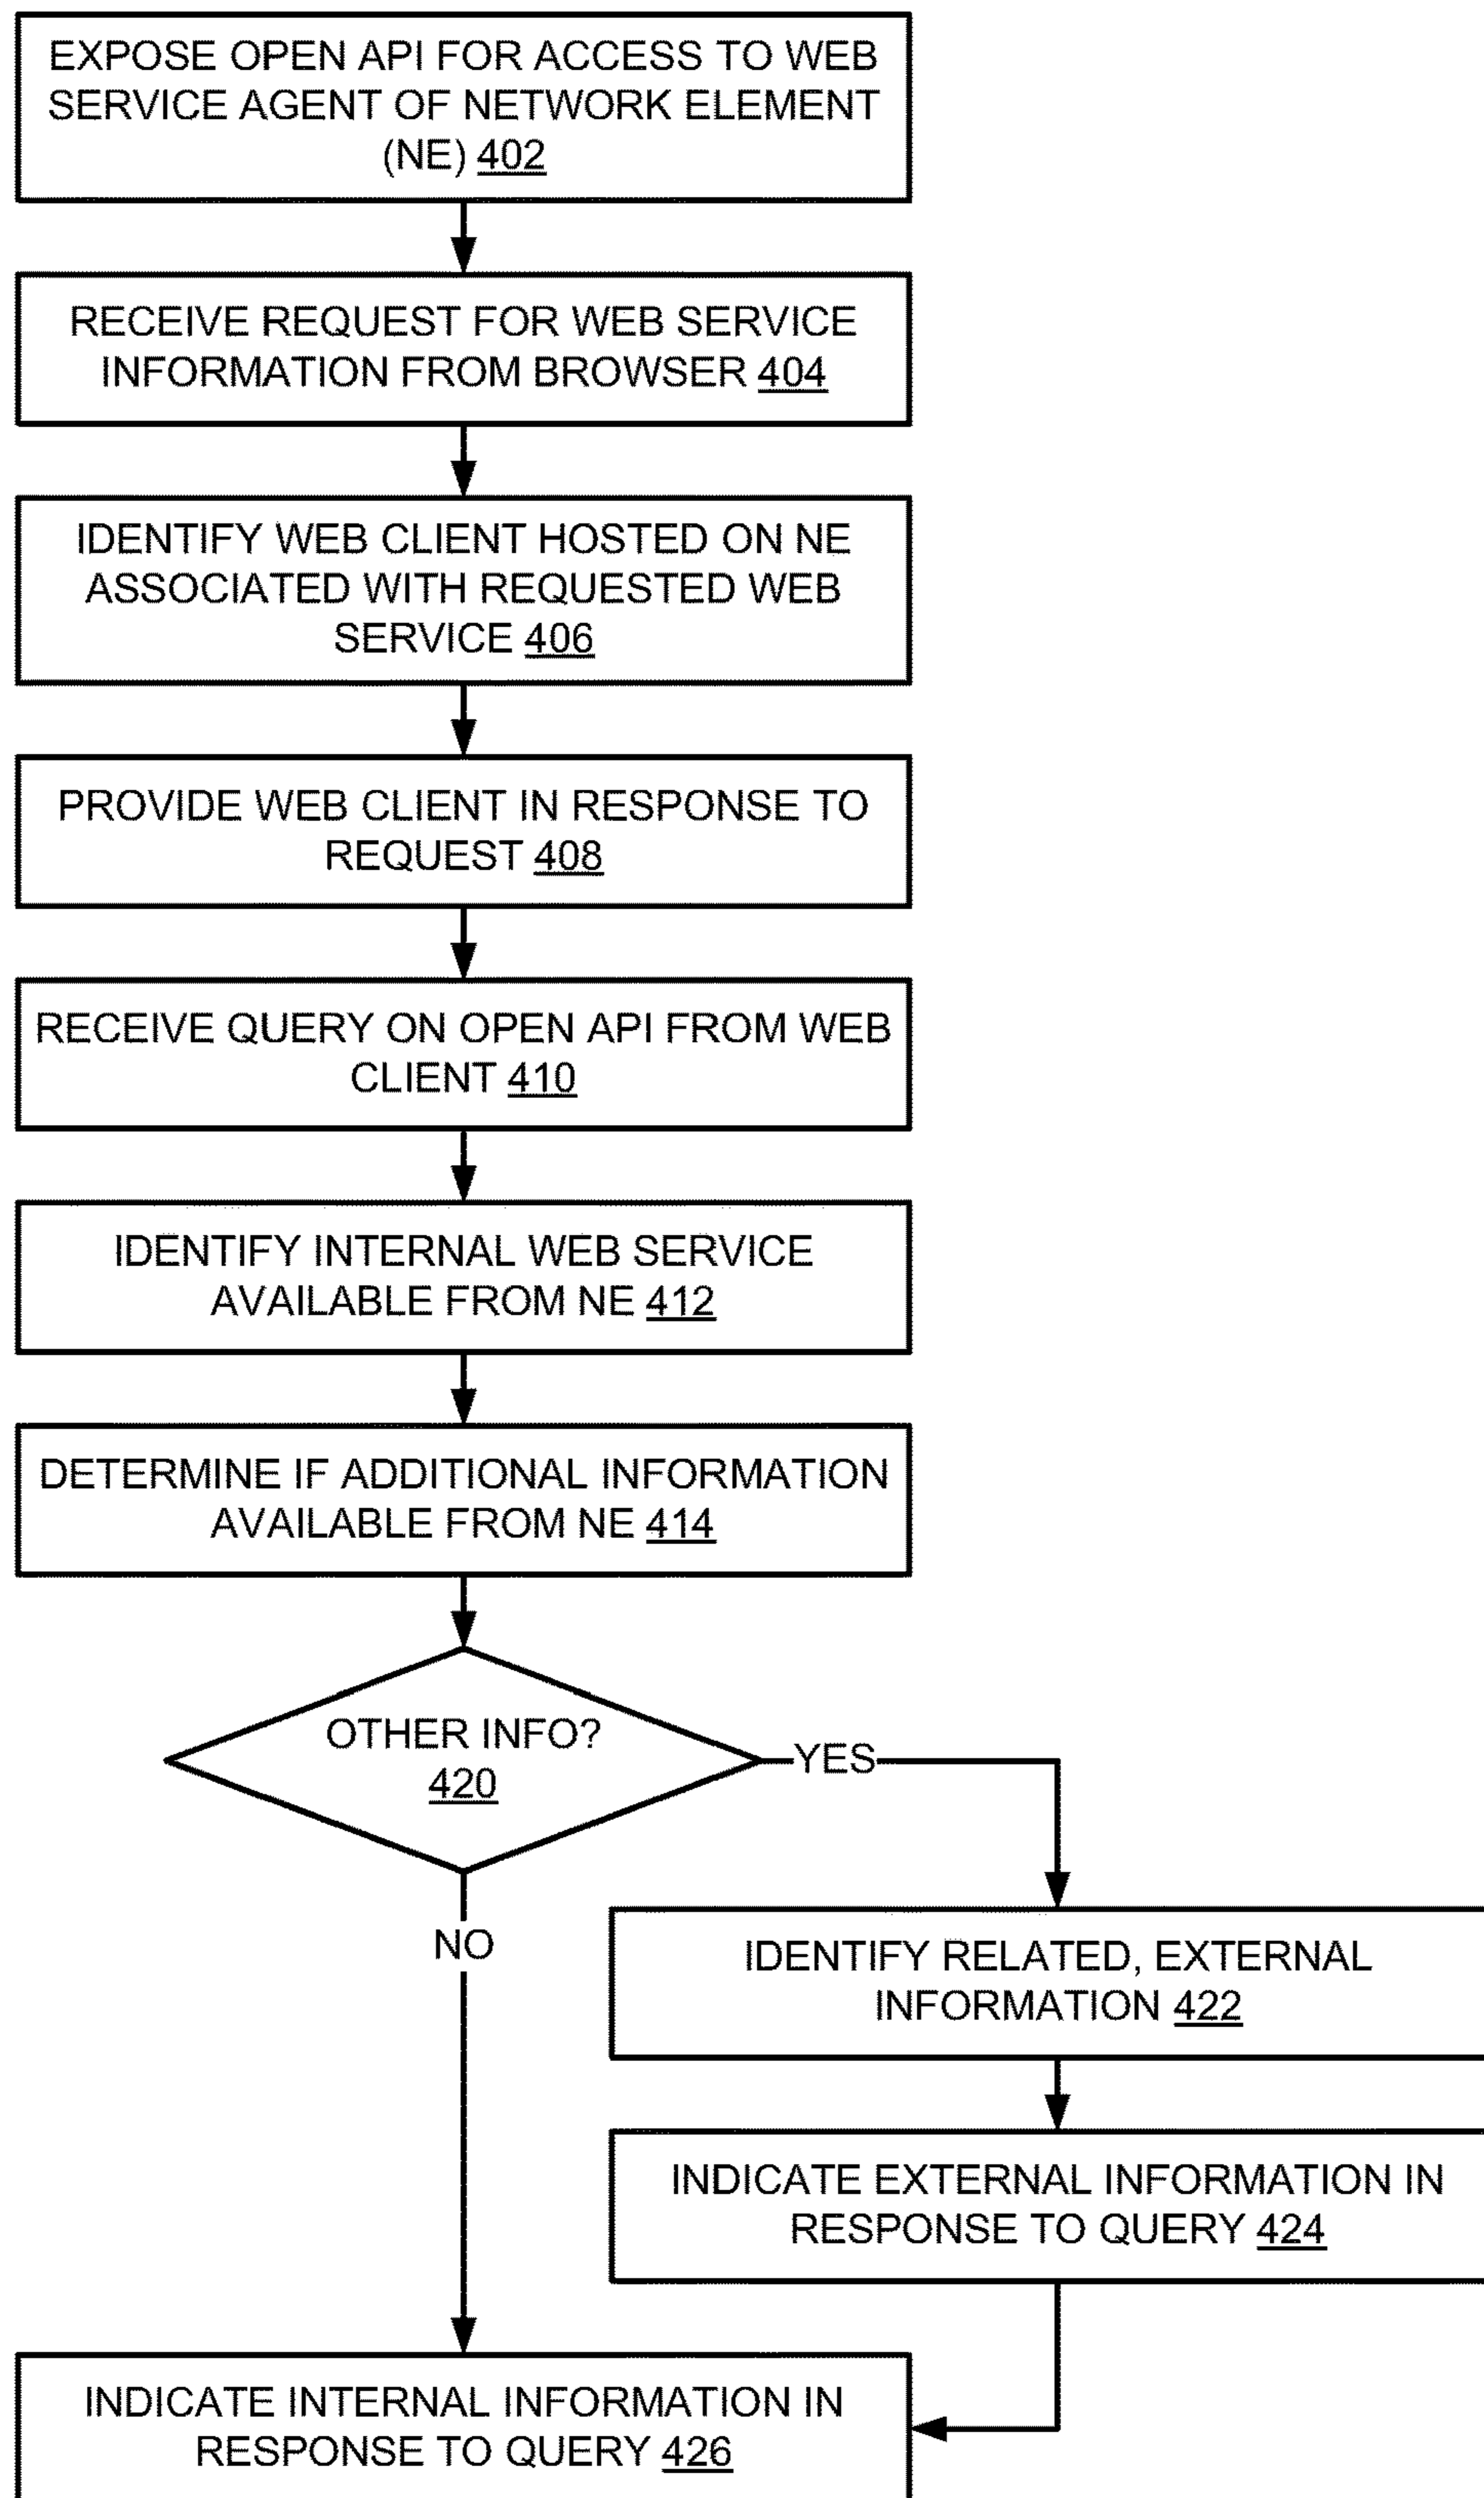 EXPOSE OPEN API FOR ACCESS TO WEB
SERVICE AGENT OF NETWORK ELEMENT
(NE) 402
RECEIVE REQUEST FOR WEB SERVICE
INFORMATION FROM BROWSER 404
IDENTIFY WEB CLIENT HOSTED ON NE
ASSOCIATED WITH REQUESTED WEB
SERVICE 406
PROVIDE WEB CLIENT IN RESPONSE TO
REQUEST 408
RECEIVE QUERY ON OPEN API FROM WEB
CLIENT 410
IDENTIFY INTERNAL WEB SERVICE
AVAILABLE FROM NE 412
DETERMINE IF ADDITIONAL INFORMATION
AVAILABLE FROM NE 414
OTHER INFO?
420
YES
NO
IDENTIFY RELATED, EXTERNAL
INFORMATION 422
INDICATE EXTERNAL INFORMATION IN
RESPONSE TO QUERY 424
INDICATE INTERNAL INFORMATION IN
RESPONSE TO QUERY 426